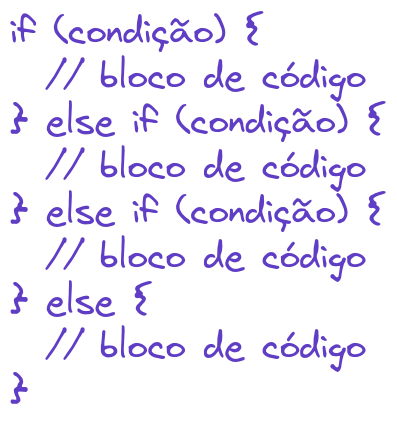 if (condição) {
// bloco de código
} else if (condição) {
// bloco de código
} else if (condição) {
// bloco de código
} else {
// bloco de código
}